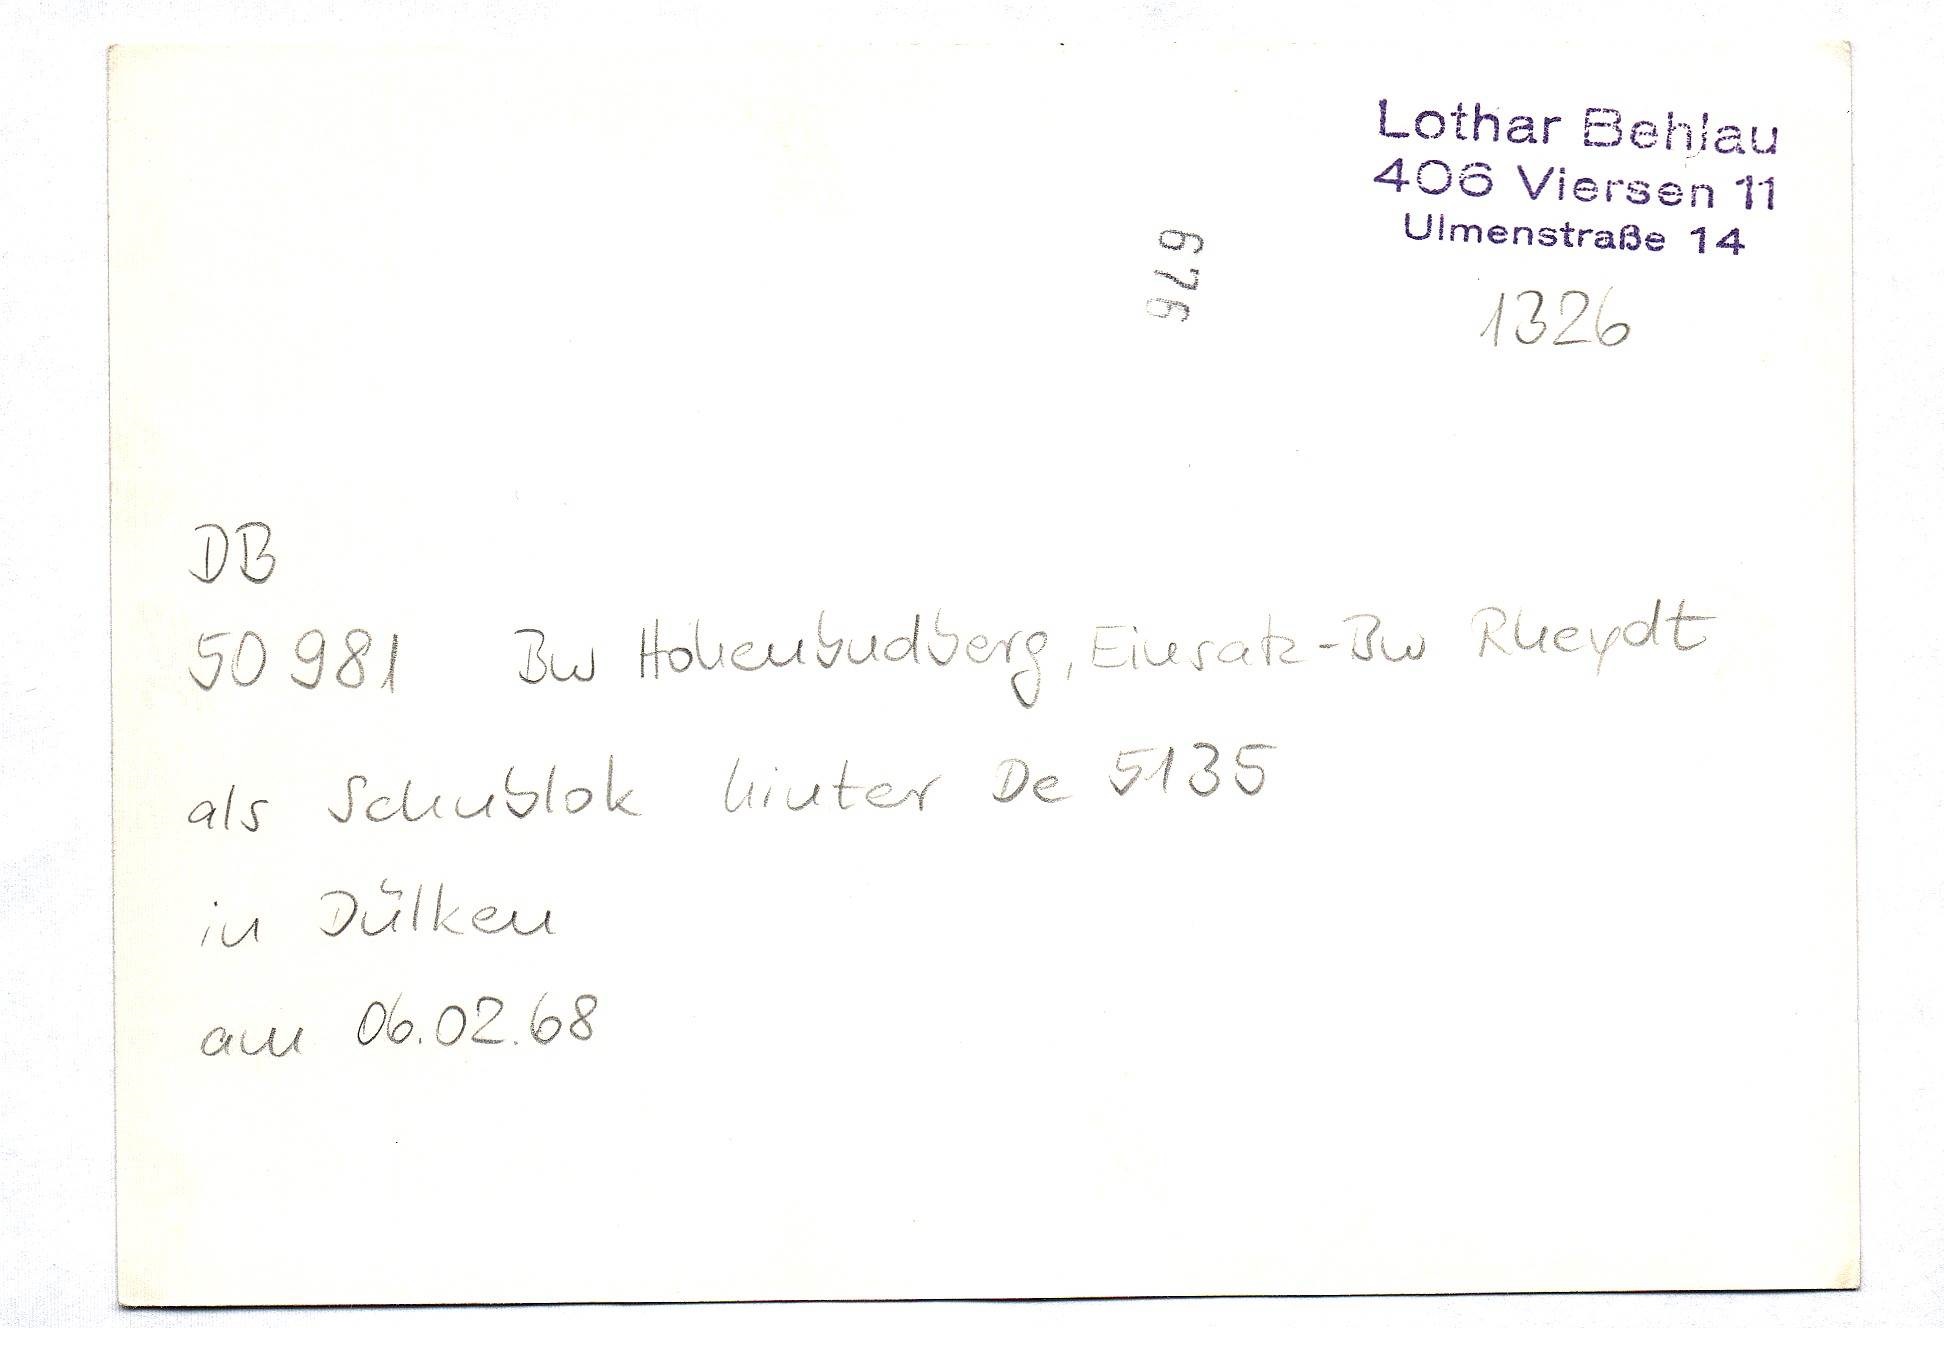 Lothar Behlau
406 Viersen 11
Ulmenstraße 14
676
1326
DB
50 981 Bw Hohenbudberg, Einsatz-Bw Rheydt
als Schublok hinter De 5135
in Dülken
am 06.02.68